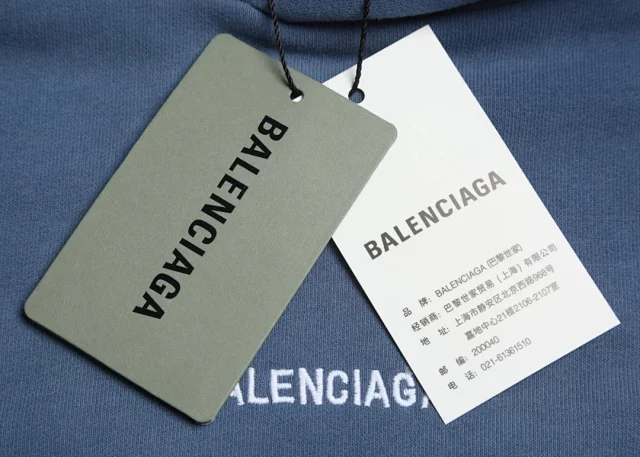 BALENCIAGA
BALENCIAGA
品 牌: BALENCIAGA (巴黎世家)
经销商: 巴黎世家贸易（上海）有限公司
地 址: 上海市静安区北京西路968号
嘉地中心21楼2106-2107室
邮 编: 200040
电 话: 021-61361510
ALENCIAGA